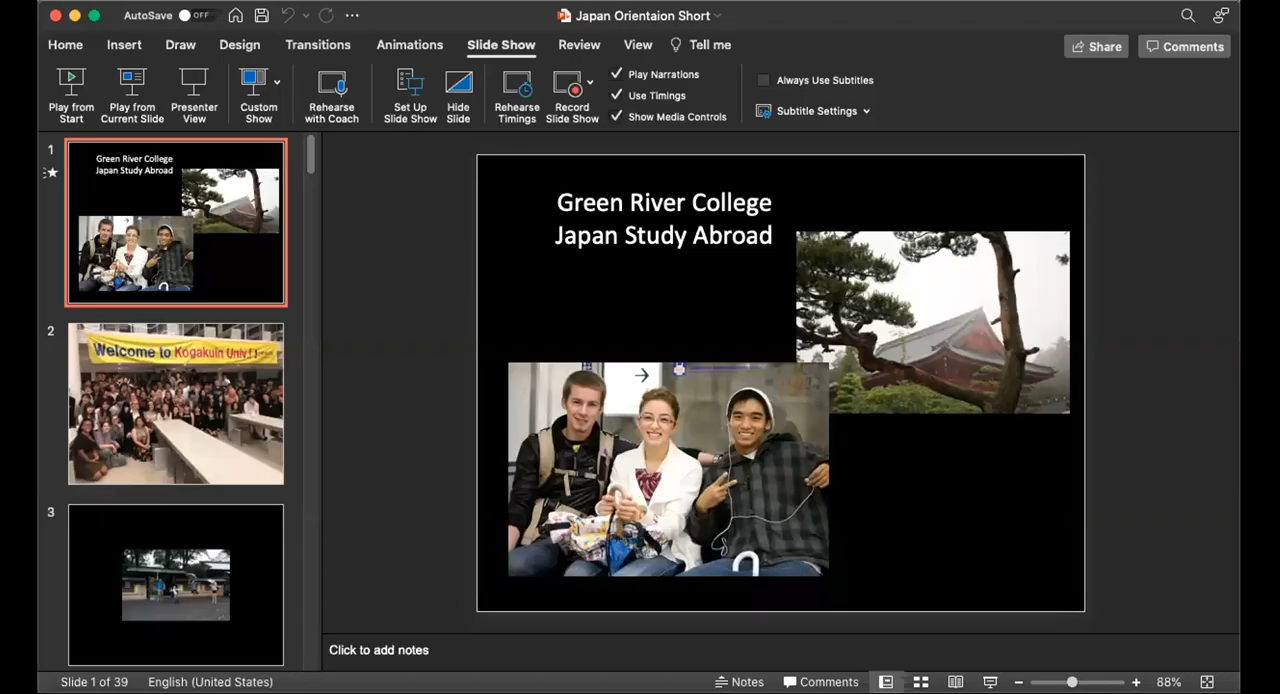 AutoSave OFF
Japan Orientaion Short
Home Insert Draw Design Transitions Animations Slide Show Review View Tell me
Share Comments
Play from Start
Play from Current Slide
Presenter View
Custom Show
Rehearse with Coach
Set Up Slide Show
Hide Slide
Rehearse Timings
Record Slide Show
Play Narrations
Use Timings
Show Media Controls
Always Use Subtitles
Subtitle Settings
1
Green River College
Japan Study Abroad
2
Welcome to Kogakuin Univ.!
3
Green River College
Japan Study Abroad
Click to add notes
Slide 1 of 39 English (United States) Notes Comments 88%